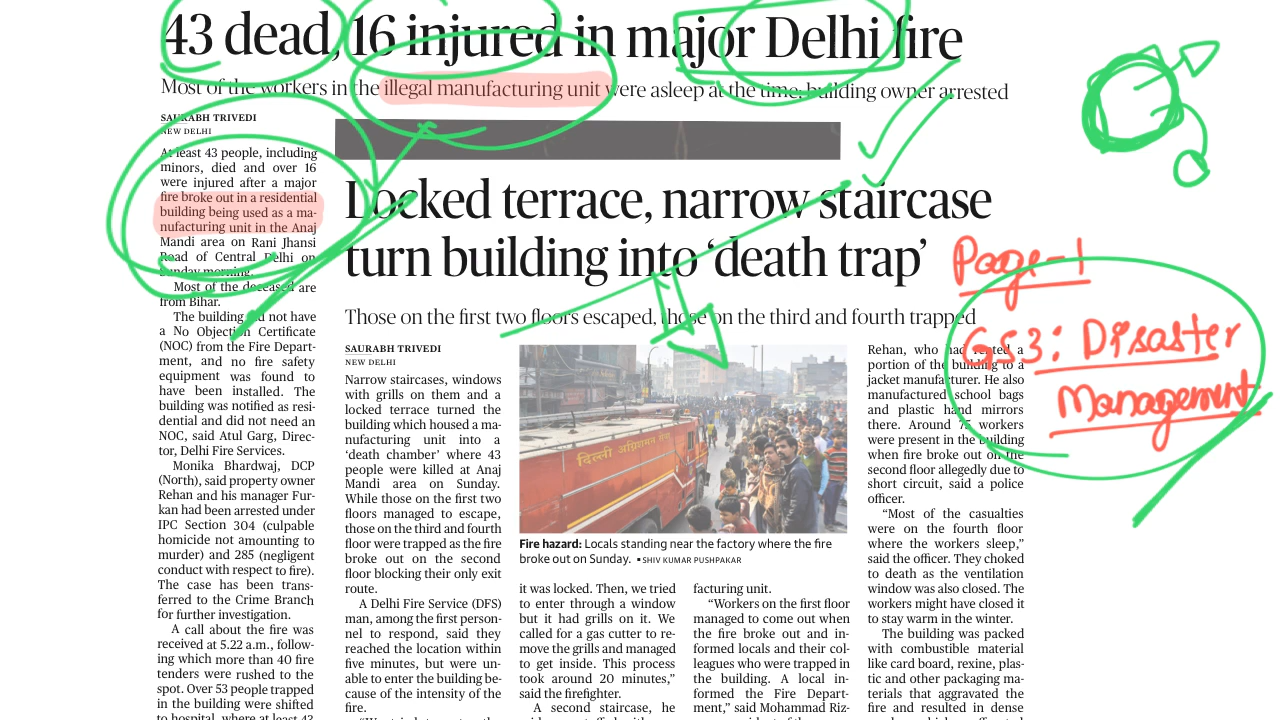 43 dead, 16 injured in major Delhi fire
Most of the workers in the illegal manufacturing unit were asleep at the time; building owner arrested
SAURABH TRIVEDI
NEW DELHI
At least 43 people, including
minors, died and over 16
were injured after a major
fire broke out in a residential
building being used as a ma-
nufacturing unit in the Anaj
Mandi area on Rani Jhansi
Road of Central Delhi on
Sunday morning.
Most of the deceased are
from Bihar.
The building did not have
a No Objection Certificate
(NOC) from the Fire Depart-
ment, and no fire safety
equipment was found to
have been installed. The
building was notified as resi-
dential and did not need an
NOC, said Atul Garg, Direc-
tor, Delhi Fire Services.
Monika Bhardwaj, DCP
(North), said property owner
Rehan and his manager Fur-
kan had been arrested under
IPC Section 304 (culpable
homicide not amounting to
murder) and 285 (negligent
conduct with respect to fire).
The case has been trans-
ferred to the Crime Branch
for further investigation.
A call about the fire was
received at 5.22 a.m., follow-
ing which more than 40 fire
tenders were rushed to the
spot. Over 53 people trapped
in the building were shifted
to hospital, where at least 43
Locked terrace, narrow staircase
turn building into ‘death trap’
Those on the first two floors escaped, those on the third and fourth trapped
SAURABH TRIVEDI
NEW DELHI
Narrow staircases, windows
with grills on them and a
locked terrace turned the
building which housed a ma-
nufacturing unit into a
‘death chamber’ where 43
people were killed at Anaj
Mandi area on Sunday.
While those on the first two
floors managed to escape,
those on the third and fourth
floor were trapped as the fire
broke out on the second
floor blocking their only exit
route.
A Delhi Fire Service (DFS)
man, among the first person-
nel to respond, said they
reached the location within
five minutes, but were un-
able to enter the building be-
cause of the intensity of the
fire.
दिल्ली अग्निशमन सेवा
Fire hazard: Locals standing near the factory where the fire
broke out on Sunday. ▪SHIV KUMAR PUSHPAKAR
it was locked. Then, we tried
to enter through a window
but it had grills on it. We
called for a gas cutter to re-
move the grills and managed
to get inside. This process
took around 20 minutes,”
said the firefighter.
A second staircase, he
facturing unit.
“Workers on the first floor
managed to come out when
the fire broke out and in-
formed locals and their col-
leagues who were trapped in
the building. A local in-
formed the Fire Depart-
ment,” said Mohammad Riz-
Rehan, who had rented a
portion of the building to a
jacket manufacturer. He also
manufactured school bags
and plastic hand mirrors
there. Around 75 workers
were present in the building
when fire broke out on the
second floor allegedly due to
short circuit, said a police
officer.
“Most of the casualties
were on the fourth floor
where the workers sleep,”
said the officer. They choked
to death as the ventilation
window was also closed. The
workers might have closed it
to stay warm in the winter.
The building was packed
with combustible material
like card board, rexine, plas-
tic and other packaging ma-
terials that aggravated the
fire and resulted in dense
Page-1
GS3: Disaster
Management